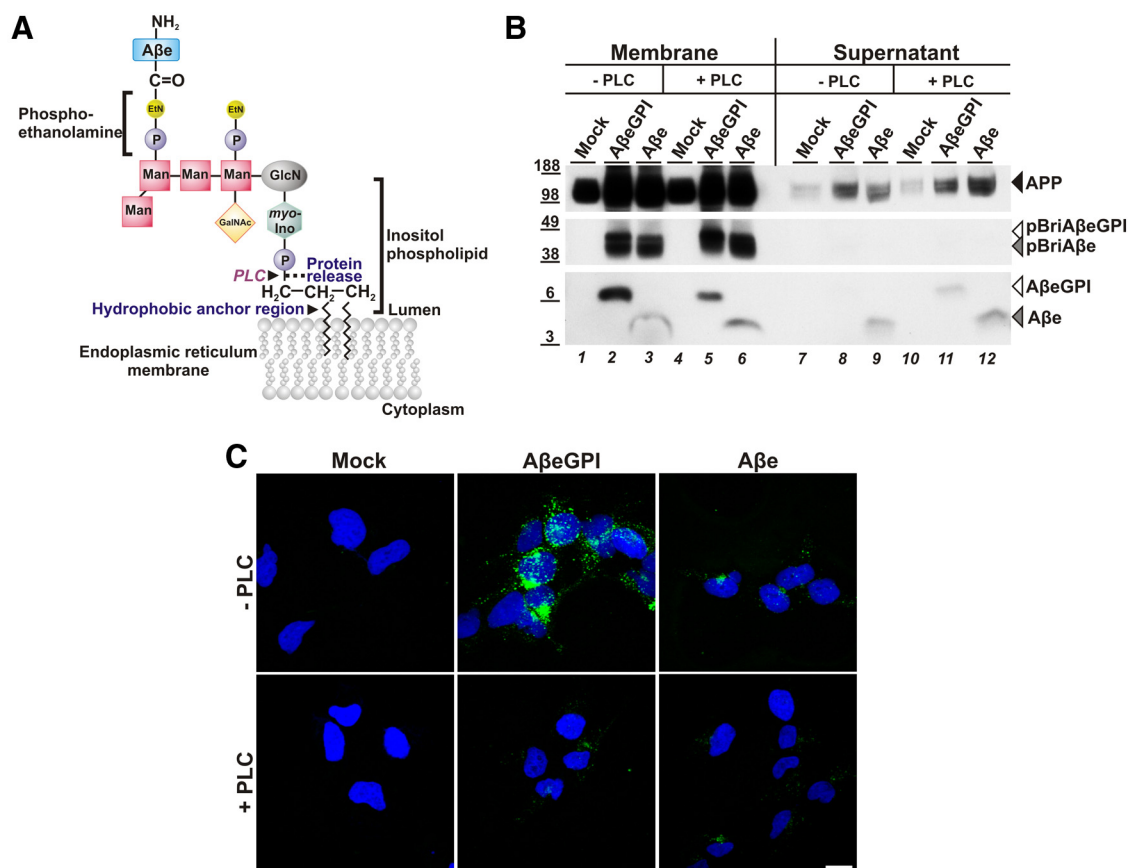 A
NH2
Aβe
C=O
Phospho-
ethanolamine
EtN
EtN
P
P
Man
Man
Man
GlcN
Man
GalNAc
myo-
Ino
Inositol
phospholipid
P
PLC
Protein
release
H2C–CH2–CH2
Hydrophobic anchor region
Lumen
Endoplasmic reticulum
membrane
Cytoplasm
B
Membrane
Supernatant
- PLC
+ PLC
- PLC
+ PLC
Mock
AβeGPI
Aβe
Mock
AβeGPI
Aβe
Mock
AβeGPI
Aβe
Mock
AβeGPI
Aβe
188
98
APP
49
38
pBriAβeGPI
pBriAβe
6
3
AβeGPI
Aβe
1 2 3 4 5 6 7 8 9 10 11 12
C
Mock
AβeGPI
Aβe
- PLC
+ PLC